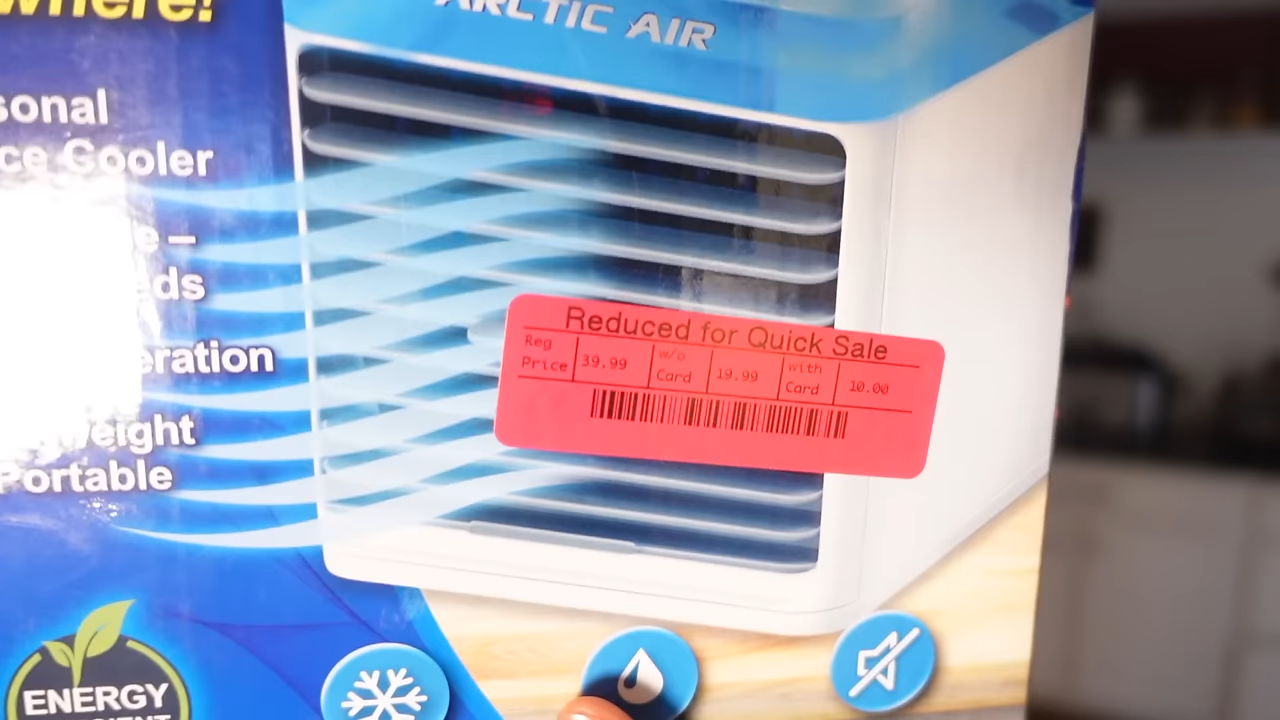 where!
ARCTIC AIR
sonal
ce Cooler
e –
eds
eration
weight
Portable
Reduced for Quick Sale
Reg Price 39.99 w/o Card 19.99 with Card 10.00
ENERGY